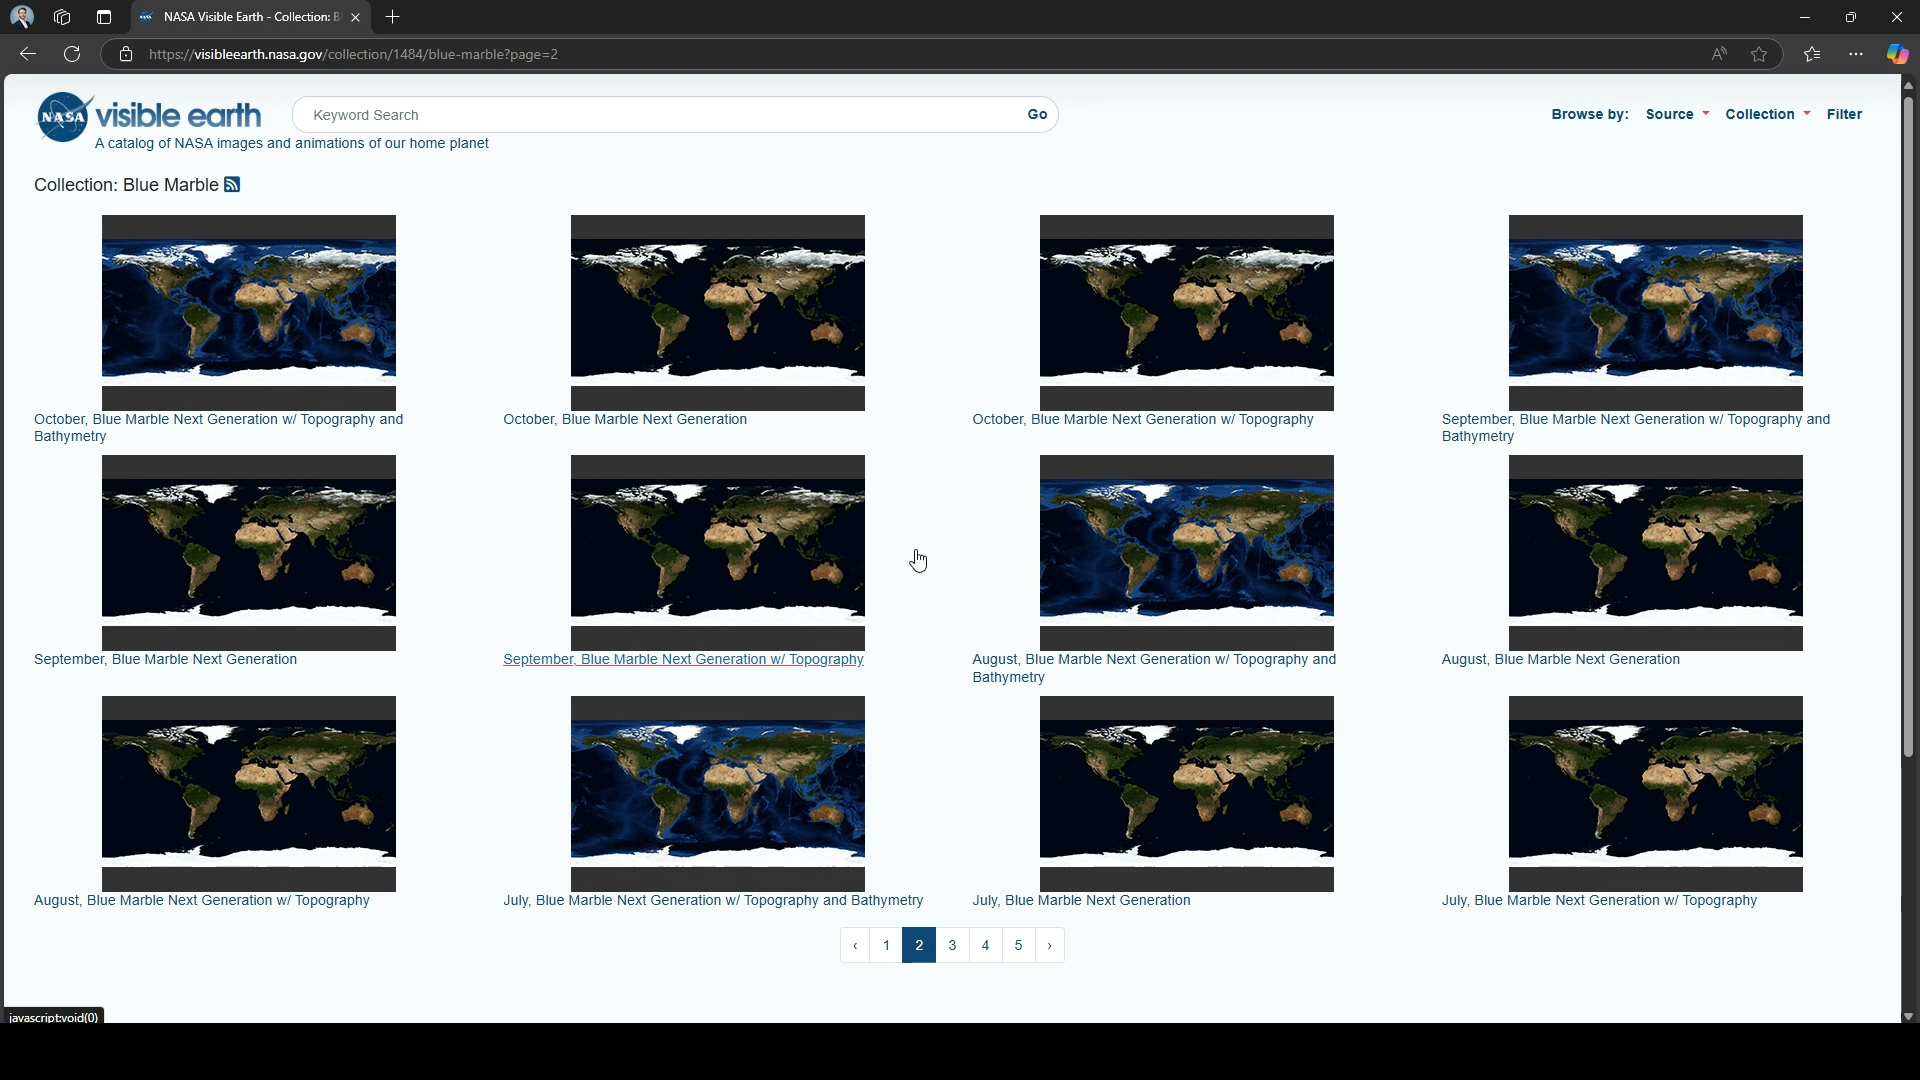 NASA Visible Earth - Collection: B
https://visibleearth.nasa.gov/collection/1484/blue-marble?page=2
NASA visible earth
Keyword Search
Go
Browse by: Source Collection Filter
A catalog of NASA images and animations of our home planet
Collection: Blue Marble
October, Blue Marble Next Generation w/ Topography and
Bathymetry
October, Blue Marble Next Generation
October, Blue Marble Next Generation w/ Topography
September, Blue Marble Next Generation w/ Topography and
Bathymetry
September, Blue Marble Next Generation
September, Blue Marble Next Generation w/ Topography
August, Blue Marble Next Generation w/ Topography and
Bathymetry
August, Blue Marble Next Generation
August, Blue Marble Next Generation w/ Topography
July, Blue Marble Next Generation w/ Topography and Bathymetry
July, Blue Marble Next Generation
July, Blue Marble Next Generation w/ Topography
‹ 1 2 3 4 5 ›
javascript:void(0)